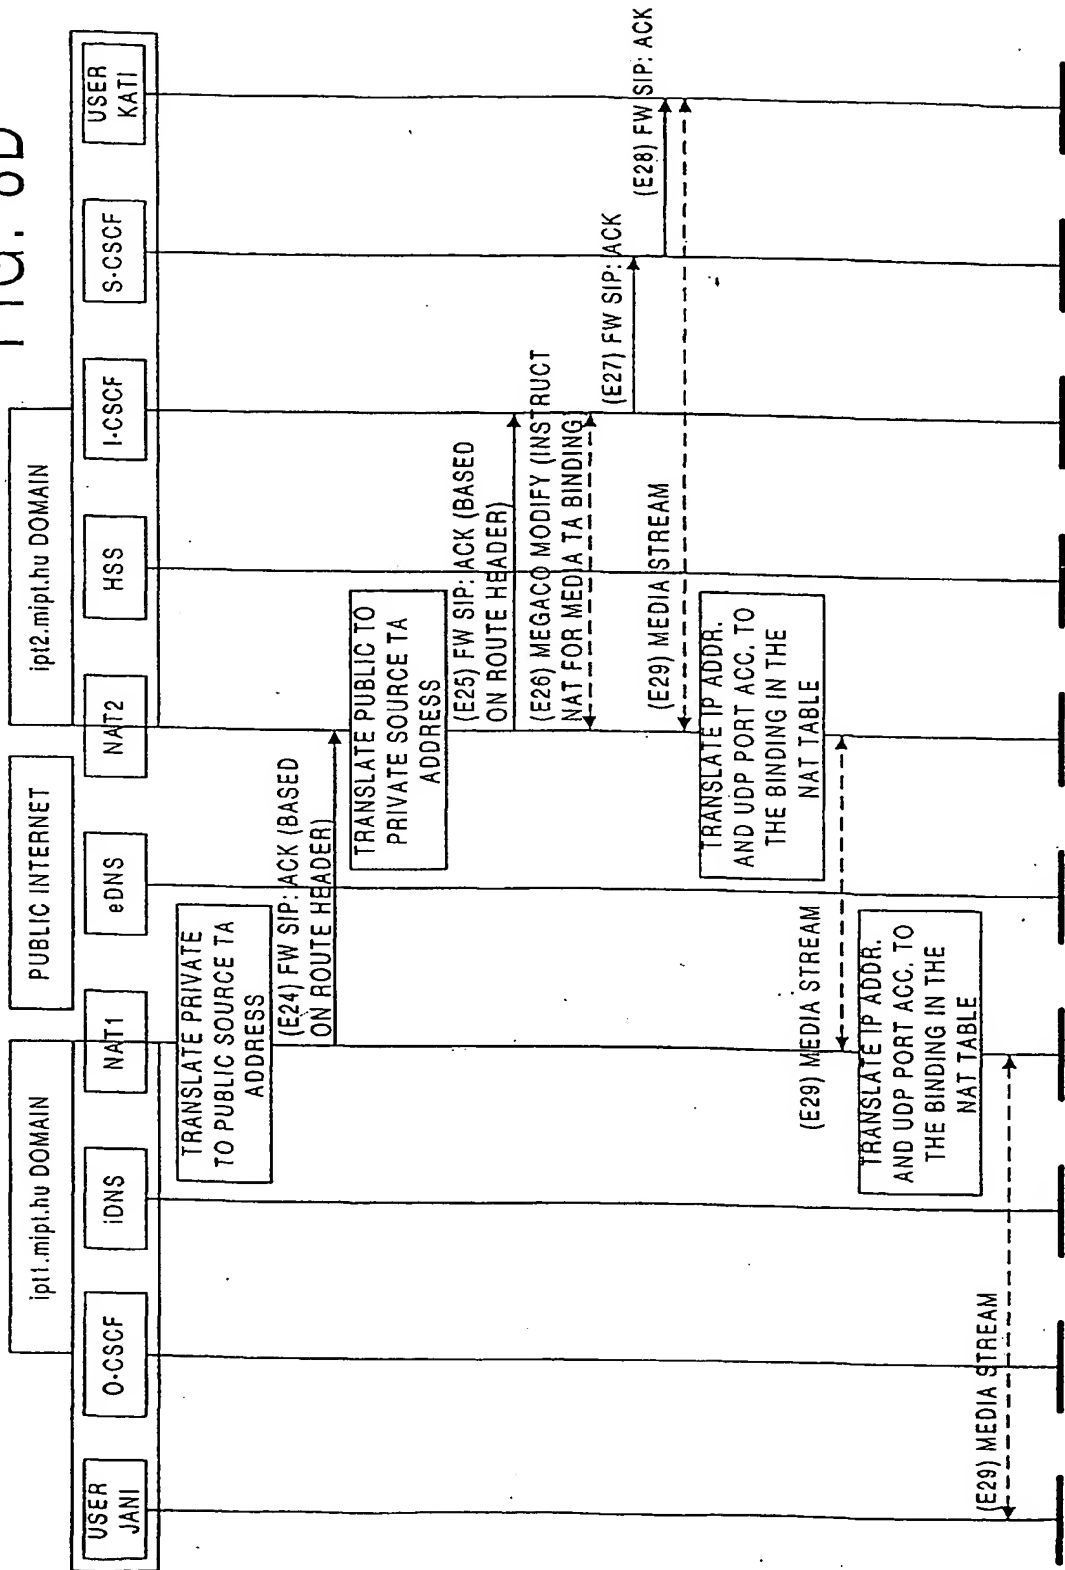 FIG. 8D
ipt1.mipt.hu DOMAIN
PUBLIC INTERNET
ipt2.mipt.hu DOMAIN
USER
JANI
O-CSCF
iDNS
NAT1
eDNS
NAT2
HSS
I-CSCF
S-CSCF
USER
KATI
TRANSLATE PRIVATE
TO PUBLIC SOURCE TA
ADDRESS
(E24) FW SIP: ACK (BASED
ON ROUTE HEADER)
TRANSLATE PUBLIC TO
PRIVATE SOURCE TA
ADDRESS
(E25) FW SIP: ACK (BASED
ON ROUTE HEADER)
(E26) MEGACO MODIFY (INSTRUCT
NAT FOR MEDIA TA BINDING
(E27) FW SIP: ACK
(E28) FW SIP: ACK
(E29) MEDIA STREAM
TRANSLATE IP ADDR.
AND UDP PORT ACC. TO
THE BINDING IN THE
NAT TABLE
(E29) MEDIA STREAM
TRANSLATE IP ADDR.
AND UDP PORT ACC. TO
THE BINDING IN THE
NAT TABLE
(E29) MEDIA STREAM